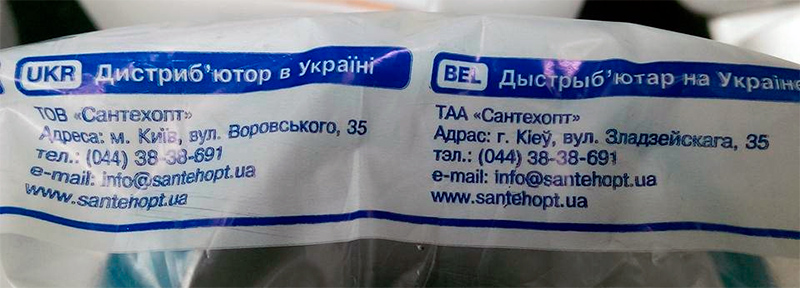 UKR Дистриб'ютор в Україні
ТОВ «Сантехопт»
Адреса: м. Київ, вул. Воровського, 35
тел.: (044) 38-38-691
e-mail: info@santehopt.ua
www.santehopt.ua
BEL Дыстрыб'ютар на Украіне
ТАА «Сантехопт»
Адрас: г. Кіеў, вул. Зладзейскага, 35
тэл.: (044) 38-38-691
e-mail: info@santehopt.ua
www.santehopt.ua